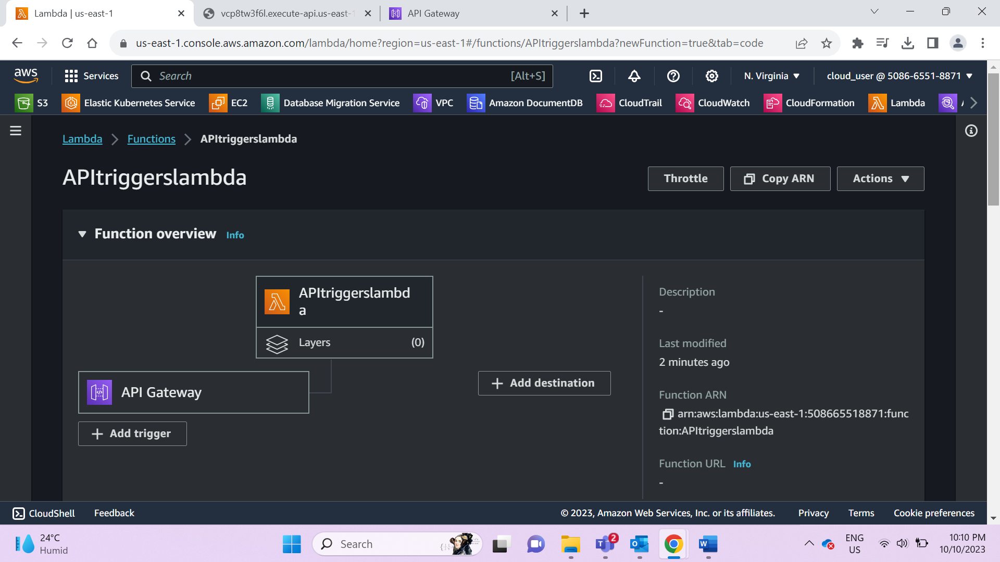 Lambda | us-east-1
vcp8tw3f6l.execute-api.us-east-1
API Gateway
us-east-1.console.aws.amazon.com/lambda/home?region=us-east-1#/functions/APItriggerslambda?newFunction=true&tab=code
aws
Services
Search
[Alt+S]
N. Virginia
cloud_user @ 5086-6551-8871
S3
Elastic Kubernetes Service
EC2
Database Migration Service
VPC
Amazon DocumentDB
CloudTrail
CloudWatch
CloudFormation
Lambda
Lambda
Functions
APItriggerslambda
APItriggerslambda
Throttle
Copy ARN
Actions
Function overview
Info
APItriggerslambd
a
Layers
(0)
API Gateway
Add trigger
Add destination
Description
-
Last modified
2 minutes ago
Function ARN
arn:aws:lambda:us-east-1:508665518871:func
tion:APItriggerslambda
Function URL
Info
-
CloudShell
Feedback
© 2023, Amazon Web Services, Inc. or its affiliates.
Privacy
Terms
Cookie preferences
24°C
Humid
Search
2
ENG
US
10:10 PM
10/10/2023